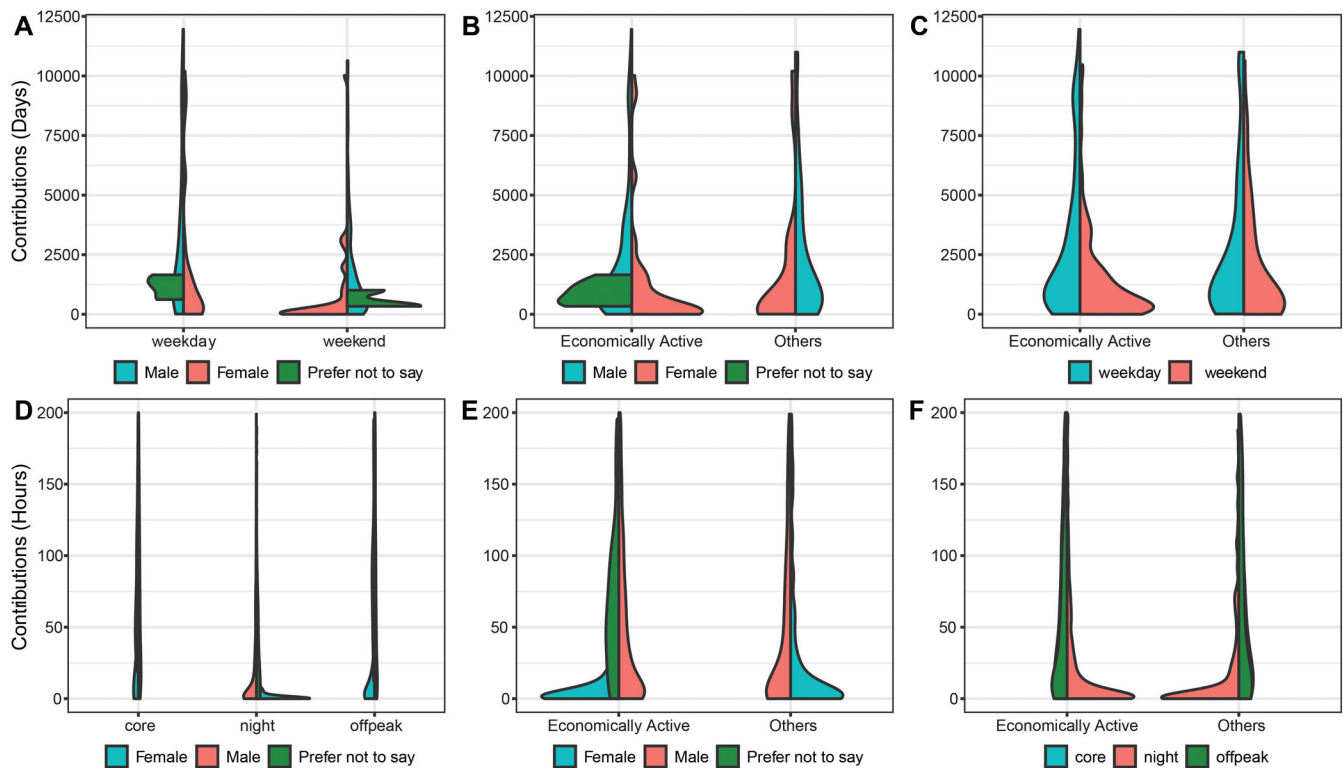 A
B
C
Contributions (Days)
12500
10000
7500
5000
2500
0
12500
10000
7500
5000
2500
0
12500
10000
7500
5000
2500
0
weekday weekend
Economically Active Others
Economically Active Others
Male Female Prefer not to say
Male Female Prefer not to say
weekday weekend
D
E
F
Contributions (Hours)
200
150
100
50
0
200
150
100
50
0
200
150
100
50
0
core night offpeak
Economically Active Others
Economically Active Others
Female Male Prefer not to say
Female Male Prefer not to say
core night offpeak